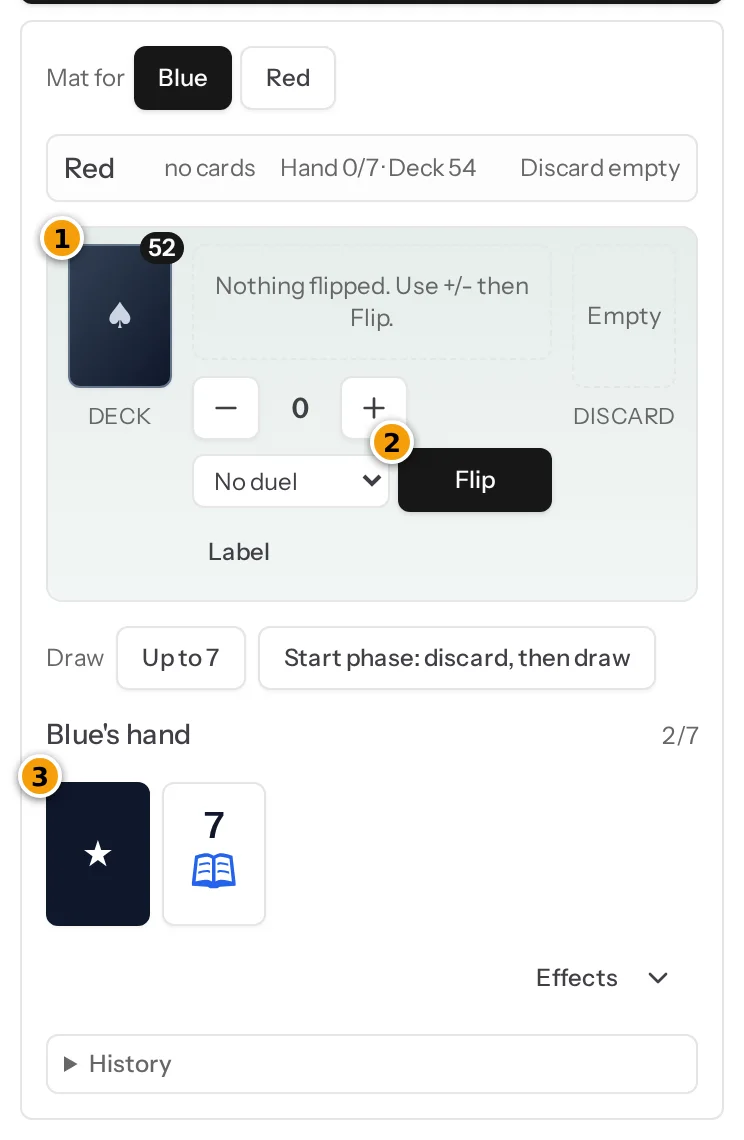 Mat for Blue Red
Red no cards Hand 0/7·Deck 54 Discard empty
1
52
Nothing flipped. Use +/- then
Flip.
Empty
DECK
− 0 +
DISCARD
2
No duel Flip
Label
Draw Up to 7 Start phase: discard, then draw
Blue's hand 2/7
3
7
Effects
History